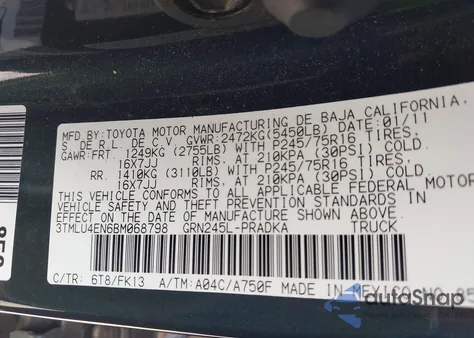 MFD.BY:TOYOTA MOTOR MANUFACTURING DE BAJA CALIFORNIA.
S. DE R.L. DE C.V. GVWR:2472KG(5450LB) DATE:01/11
GAWR:FRT. 1249KG (2755LB) WITH P245/75R16 TIRES,
16X7JJ RIMS, AT 210KPA (30PSI) COLD.
RR. 1410KG (3110LB) WITH P245/75R16 TIRES,
16X7JJ RIMS, AT 210KPA (30PSI) COLD.
THIS VEHICLE CONFORMS TO ALL APPLICABLE FEDERAL MOTOR
VEHICLE SAFETY AND THEFT PREVENTION STANDARDS IN
EFFECT ON THE DATE OF MANUFACTURE SHOWN ABOVE.
3TMLU4EN6BM068798 GRN245L-PRADKA TRUCK
C/TR: 6T8/FK13 A/TM:A04C/A750F MADE IN MEXICO
autoSnap